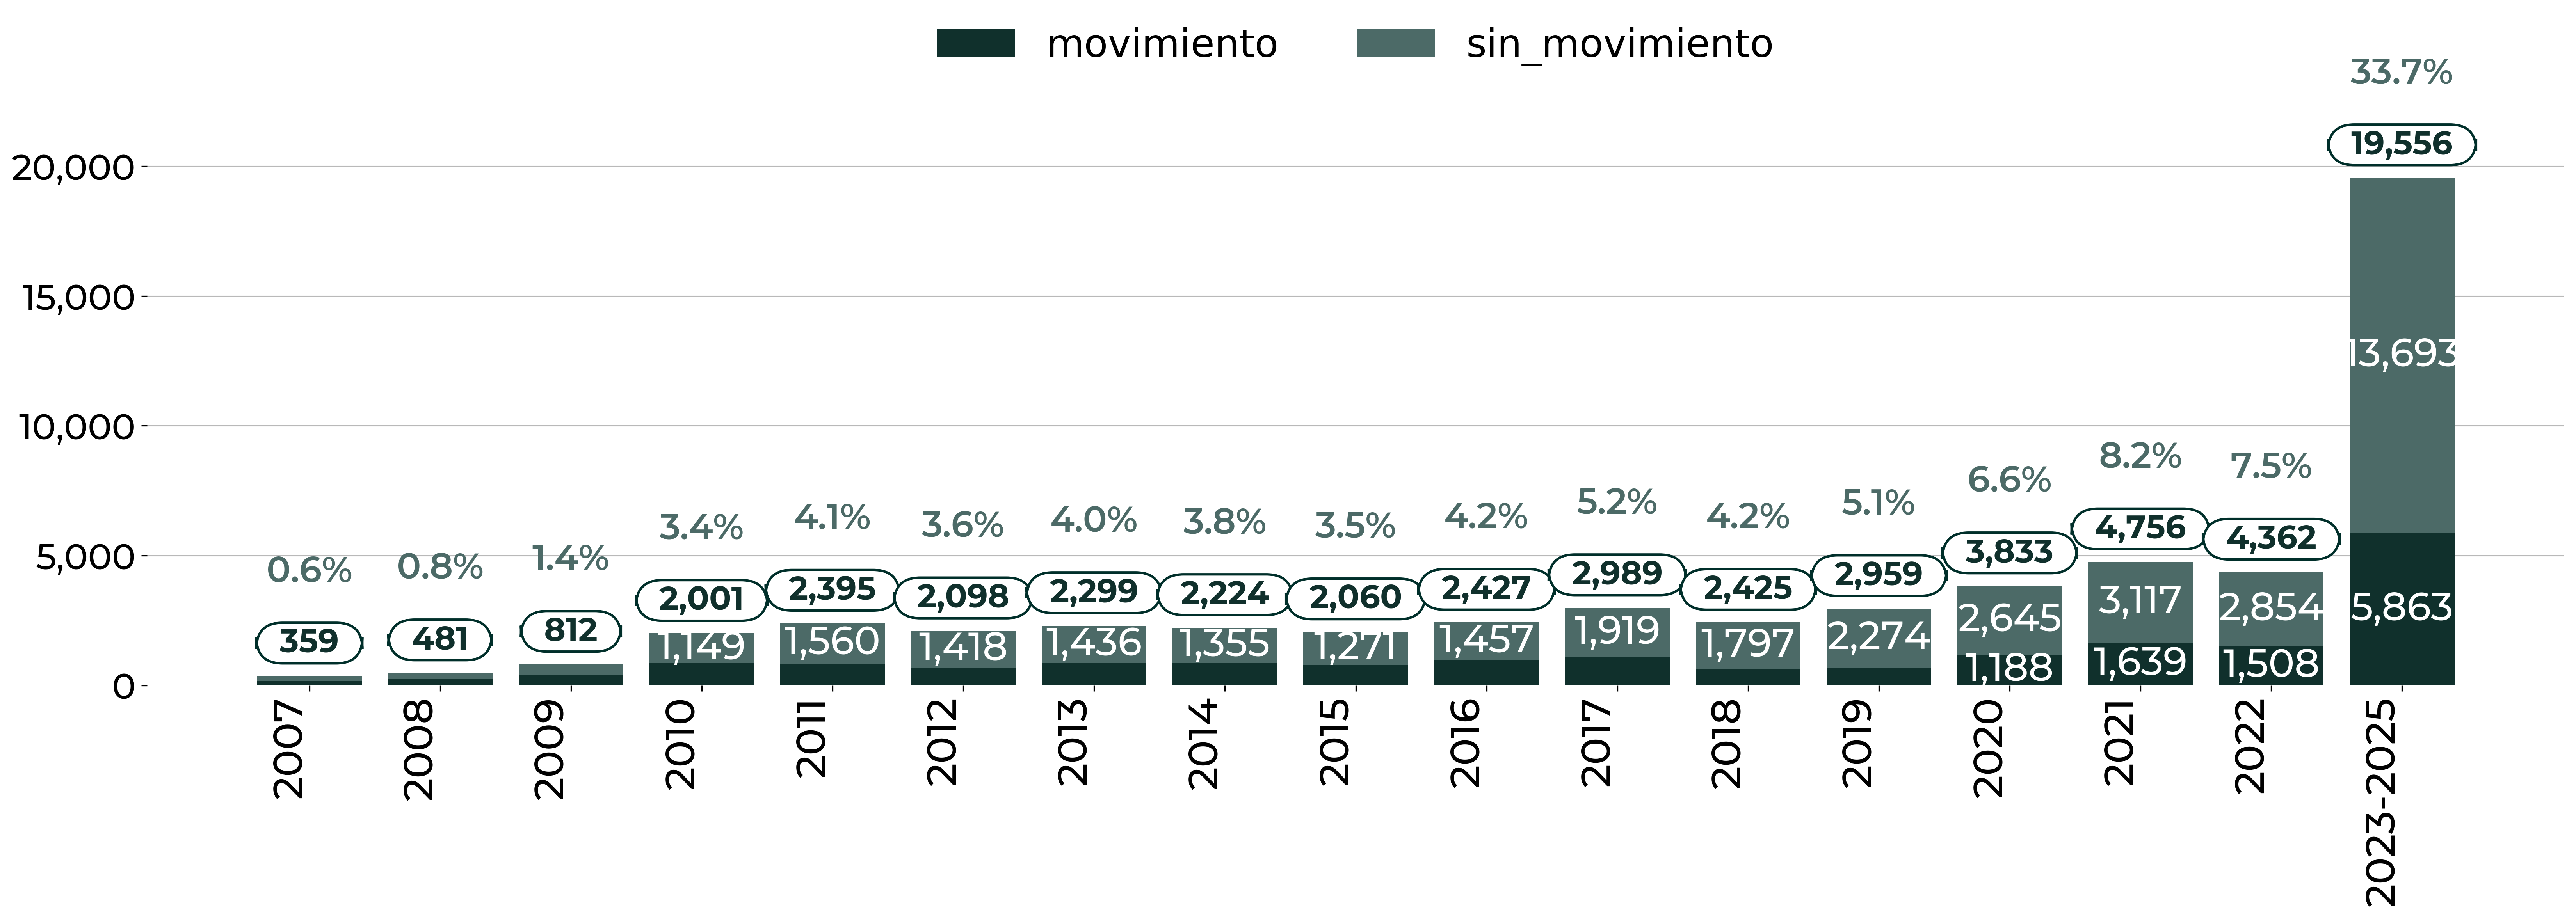 movimiento sin_movimiento
33.7%
19,556
20,000
15,000
13,693
10,000
8.2%
7.5%
6.6%
5.2%
5.1%
4.1% 4.0% 3.8% 3.6% 3.5% 3.4% 4.2% 4.2%
5,000
0.6% 0.8% 1.4%
359 481 812 2,001 2,395 2,098 2,299 2,224 2,060 2,427 2,989 2,425 2,959 3,833 4,756 4,362
1,149 1,560 1,418 1,436 1,355 1,271 1,457 1,919 1,797 2,274 2,645 3,117 2,854 5,863
1,188 1,639 1,508
0
2007 2008 2009 2010 2011 2012 2013 2014 2015 2016 2017 2018 2019 2020 2021 2022 2023-2025